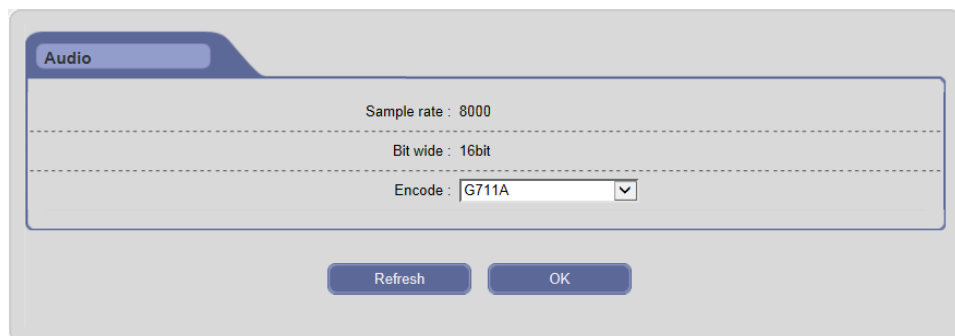 Audio
Sample rate : 8000
Bit wide : 16bit
Encode : G711A
Refresh OK